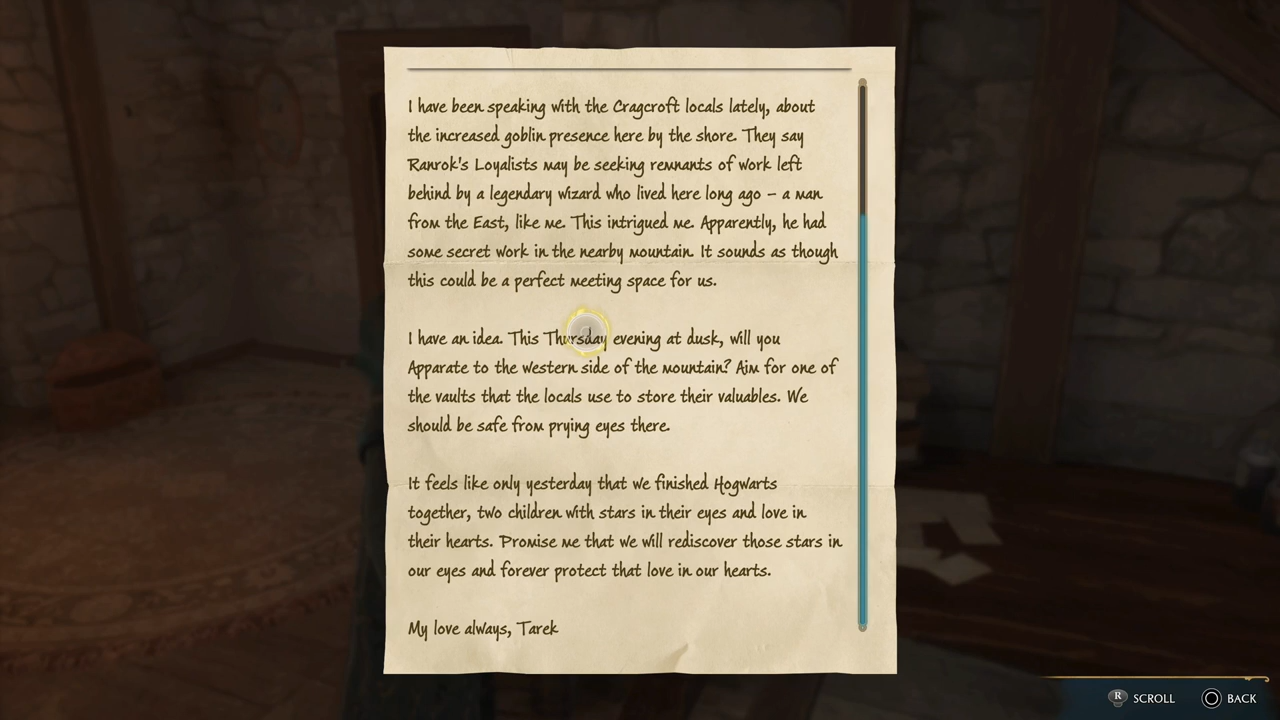 I have been speaking with the Cragcroft locals lately, about
the increased goblin presence here by the shore. They say
Ranrok's Loyalists may be seeking remnants of work left
behind by a legendary wizard who lived here long ago – a man
from the East, like me. This intrigued me. Apparently, he had
some secret work in the nearby mountain. It sounds as though
this could be a perfect meeting space for us.
I have an idea. This Thursday evening at dusk, will you
Apparate to the western side of the mountain? Aim for one of
the vaults that the locals use to store their valuables. We
should be safe from prying eyes there.
It feels like only yesterday that we finished Hogwarts
together, two children with stars in their eyes and love in
their hearts. Promise me that we will rediscover those stars in
our eyes and forever protect that love in our hearts.
My love always, Tarek
R SCROLL BACK